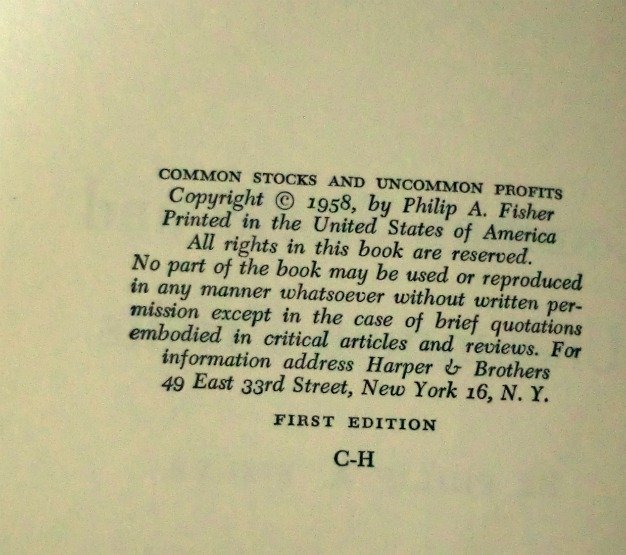 COMMON STOCKS AND UNCOMMON PROFITS
Copyright © 1958, by Philip A. Fisher
Printed in the United States of America
All rights in this book are reserved.
No part of the book may be used or reproduced
in any manner whatsoever without written per-
mission except in the case of brief quotations
embodied in critical articles and reviews. For
information address Harper & Brothers
49 East 33rd Street, New York 16, N. Y.
FIRST EDITION
C-H